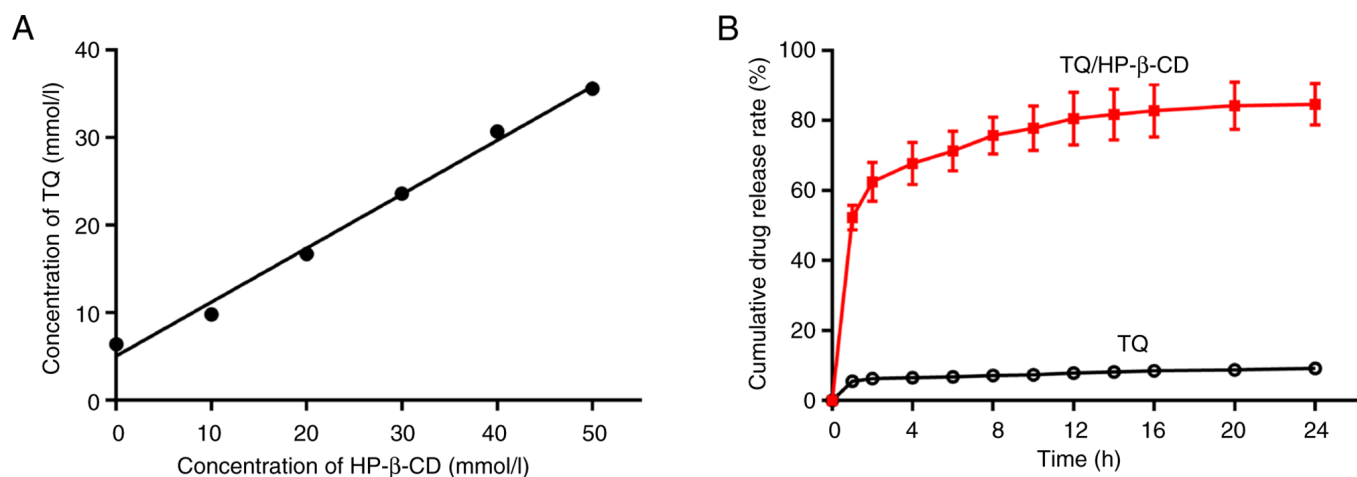 A
Concentration of TQ (mmol/l)
40
30
20
10
0
0 10 20 30 40 50
Concentration of HP-β-CD (mmol/l)
B
Cumulative drug release rate (%)
100
80
60
40
20
0
TQ/HP-β-CD
TQ
0 4 8 12 16 20 24
Time (h)